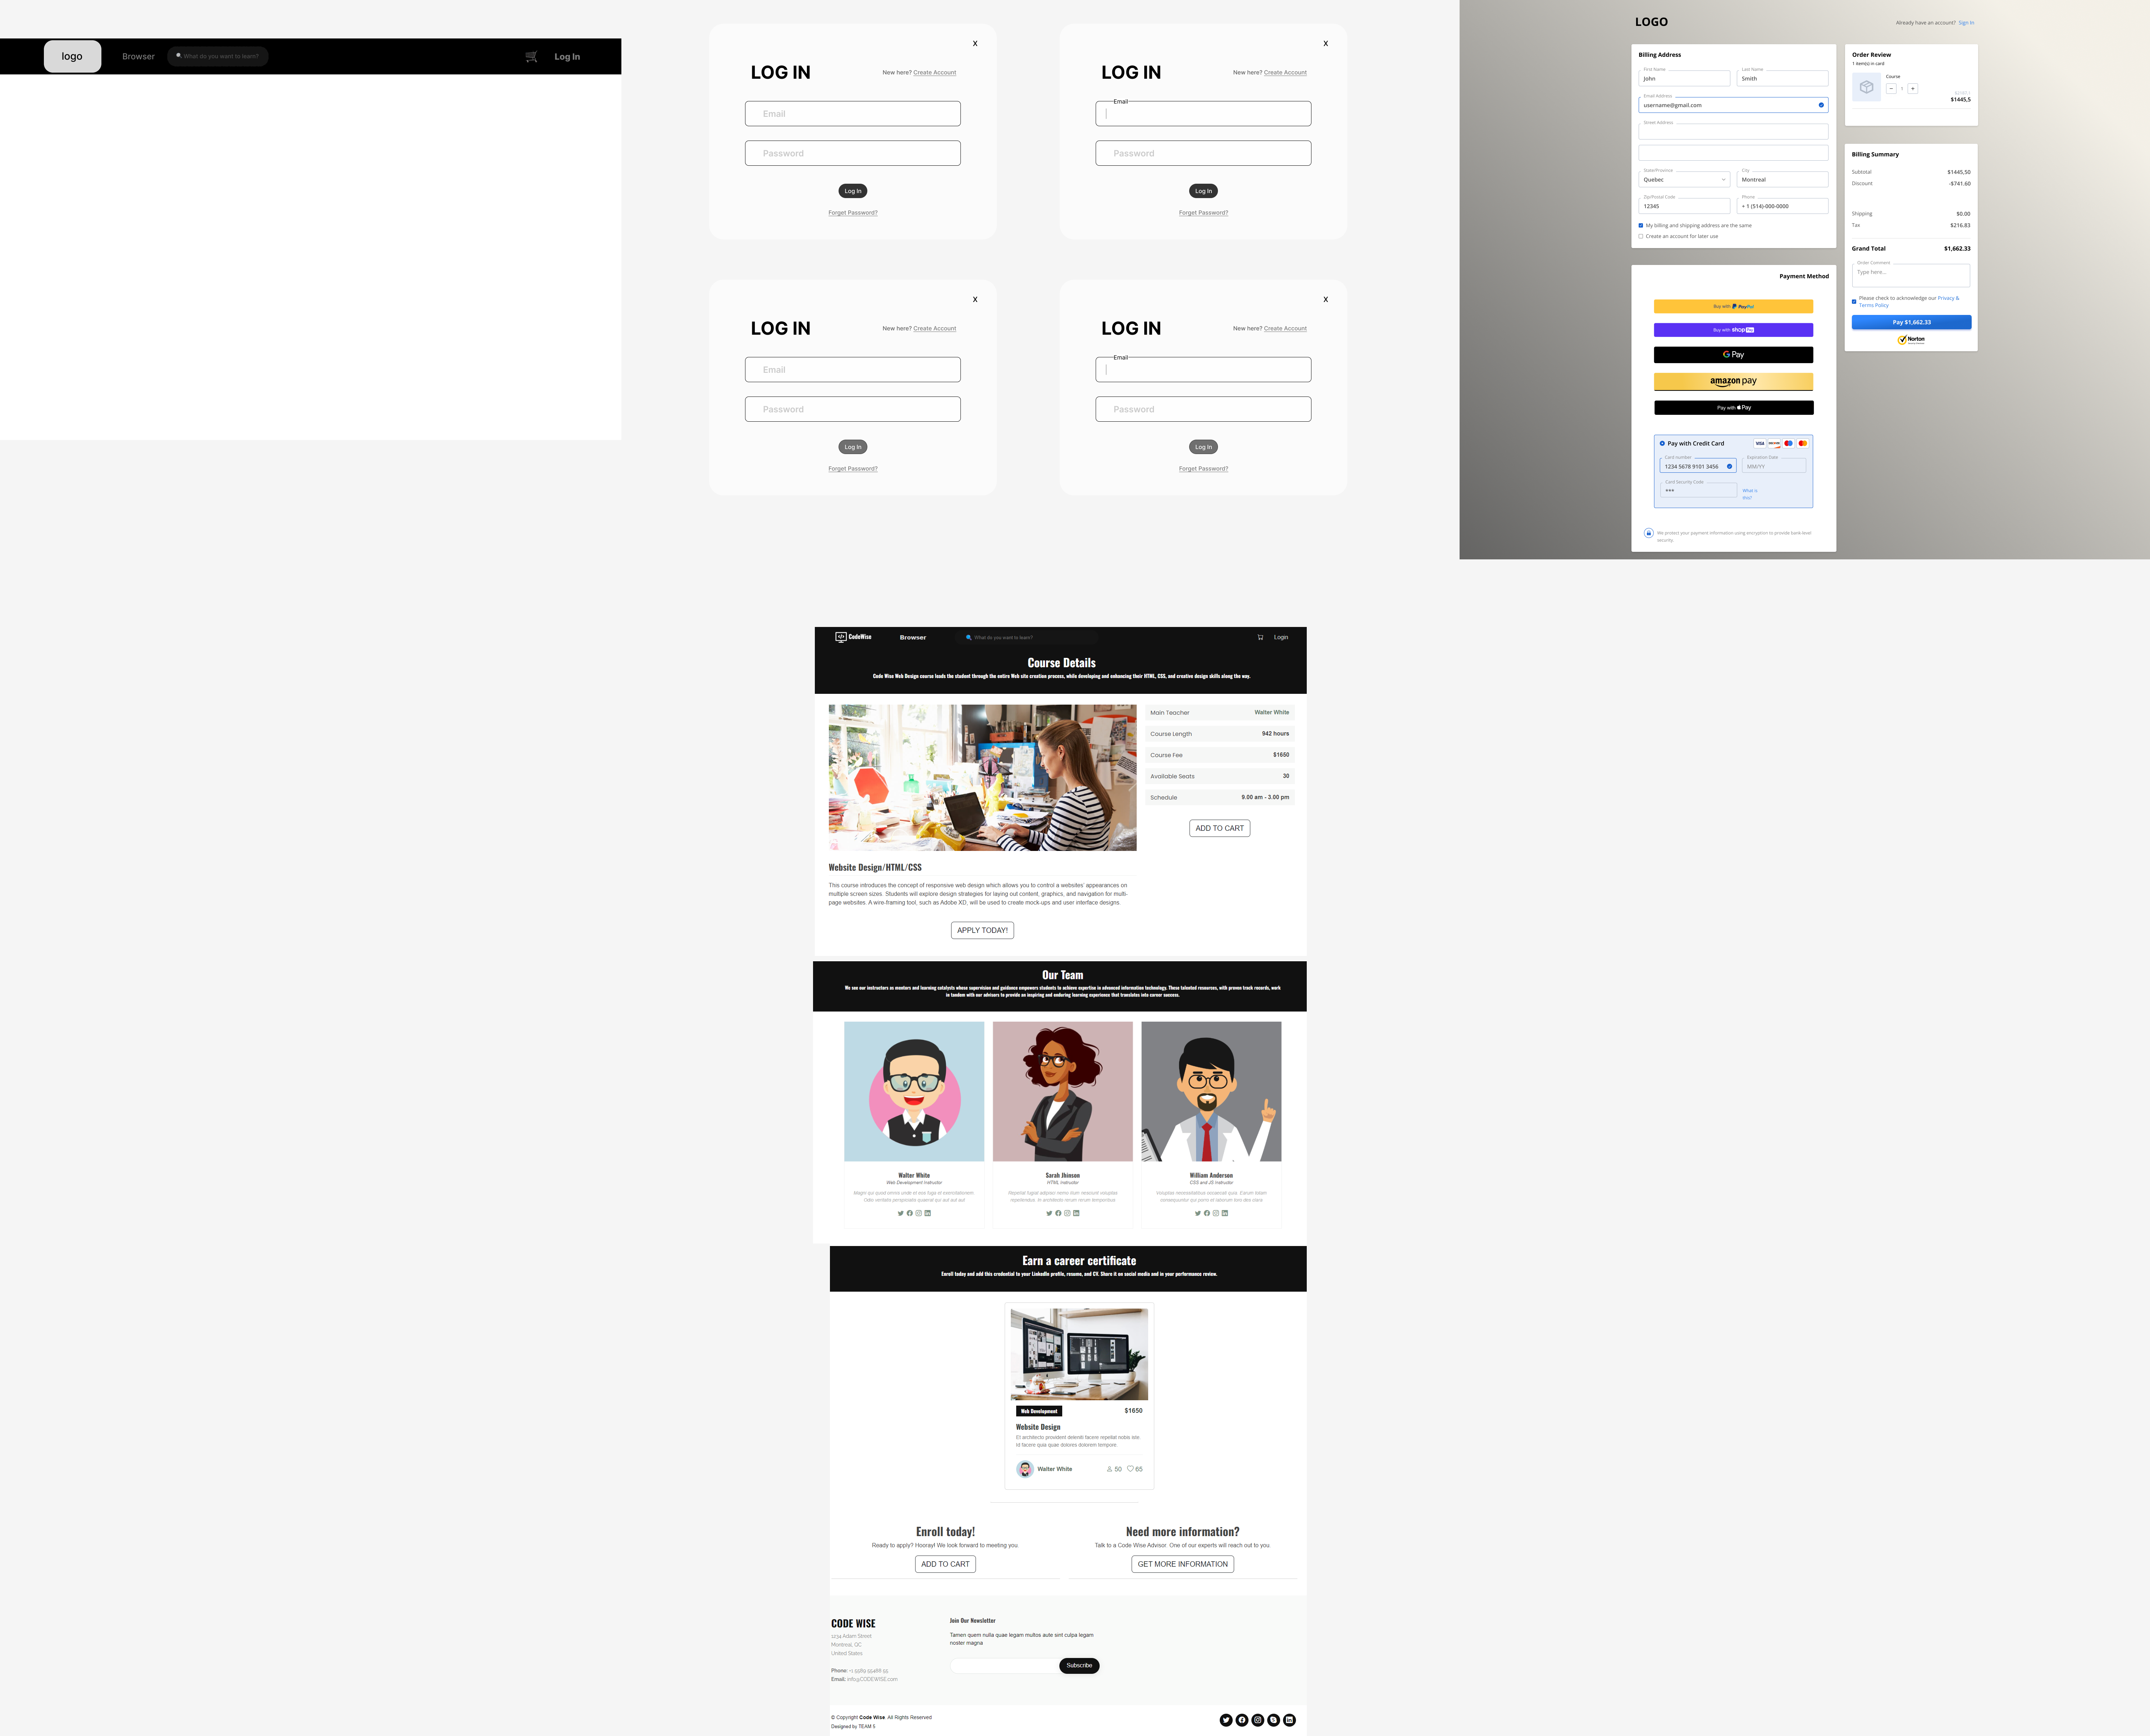 logo
Browser
What do you want to learn?
Log In
X
LOG IN
New here? Create Account
Email
Password
Log In
Forget Password?
X
LOG IN
New here? Create Account
Email
Password
Log In
Forget Password?
X
LOG IN
New here? Create Account
Email
Password
Log In
Forget Password?
X
LOG IN
New here? Create Account
Email
Password
Log In
Forget Password?
LOGO
Already have an account? Sign In
Billing Address
First Name
John
Last Name
Smith
Email Address
username@gmail.com
Street Address
State/Province
Quebec
City
Montreal
Zip/Postal Code
12345
Phone
+ 1 (514)-000-0000
My billing and shipping address are the same
Create an account for later use
Order Review
1 item(s) in card
Course
− 1 +
$1445,5
Billing Summary
Subtotal $1445,50
Discount -$741,60
Shipping $0.00
Tax $216,83
Grand Total $1,662.33
Order Comment
Type here...
Please check to acknowledge our Privacy &
Terms Policy
Pay $1,662.33
Norton
Payment Method
Buy with PayPal
Buy with shop Pay
G Pay
amazon pay
Pay with Pay
Pay with Credit Card
VISA
Card number
1234 5678 9101 3456
Expiration Date
MM/YY
Card Security Code
***
What is
this?
We protect your payment information using encryption to provide bank-level
security.
CodeWise
Browser
What do you want to learn?
Login
Course Details
Code Wise Web Design course leads the student through the entire Web site creation process, while developing and enhancing their HTML, CSS, and creative design skills along the way.
Main Teacher Walter White
Course Length 942 hours
Course Fee $1650
Available Seats 30
Schedule 9.00 am - 3.00 pm
ADD TO CART
Website Design/HTML/CSS
This course introduces the concept of responsive web design which allows you to control a websites' appearances on
multiple screen sizes. Students will explore design strategies for laying out content, graphics, and navigation for multi-
page websites. A wire-framing tool, such as Adobe XD, will be used to create mock-ups and user interface designs.
APPLY TODAY!
Our Team
We see our instructors as mentors and learning catalysts whose supervision and guidance empowers students to achieve expertise in advanced information technology. These talented resources, with proven track records, work
in tandem with our advisers to provide an inspiring and enduring learning experience that translates into career success.
Walter White
Web Development Instructor
Magni qui quod omnis unde et eos fuga et exercitationem.
Odio veritatis perspiciatis quaerat qui aut aut aut
Sarah Jhinson
HTML Instructor
Repellat fugiat adipisci nemo illum nesciunt voluptas
repellendus. In architecto rerum rerum temporibus
William Anderson
CSS and JS Instructor
Voluptas necessitatibus occaecati quia. Earum totam
consequuntur qui porro et laborum toro des clara
Earn a career certificate
Enroll today and add this credential to your LinkedIn profile, resume, and CV. Share it on social media and in your performance review.
Web Development
$1650
Website Design
Et architecto provident deleniti facere repellat nobis iste.
Id facere quia quae dolores dolorem tempore
Walter White
50
65
Enroll today!
Ready to apply? Hooray! We look forward to meeting you.
ADD TO CART
Need more information?
Talk to a Code Wise Advisor. One of our experts will reach out to you.
GET MORE INFORMATION
CODE WISE
1234 Adam Street
Montreal, QC
United States
Phone: +1 5589 55488 55
Email: info@CODEWISE.com
Join Our Newsletter
Tamen quem nulla quae legam multos aute sint culpa legam
noster magna
Subscribe
© Copyright Code Wise. All Rights Reserved
Designed by TEAM 5